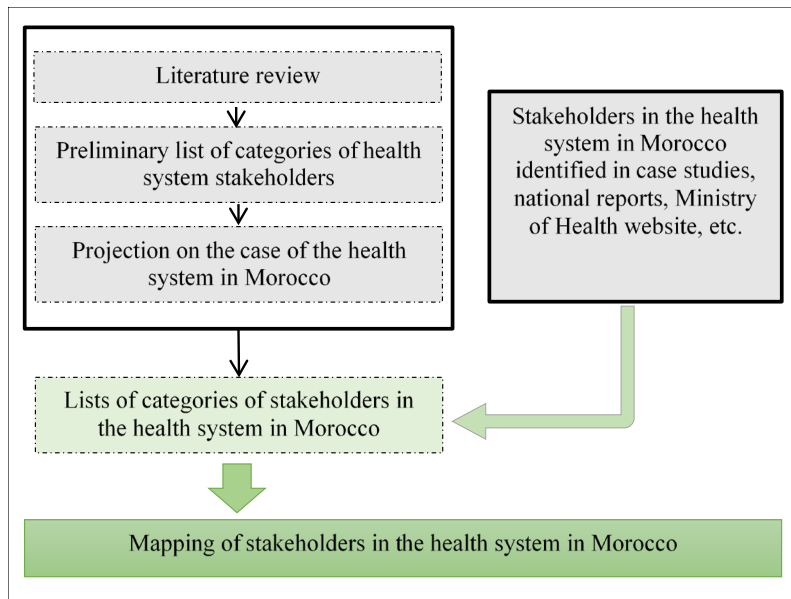 Literature review
Preliminary list of categories of health
system stakeholders
Projection on the case of the health
system in Morocco
Stakeholders in the health
system in Morocco
identified in case studies,
national reports, Ministry
of Health website, etc.
Lists of categories of stakeholders in
the health system in Morocco
Mapping of stakeholders in the health system in Morocco